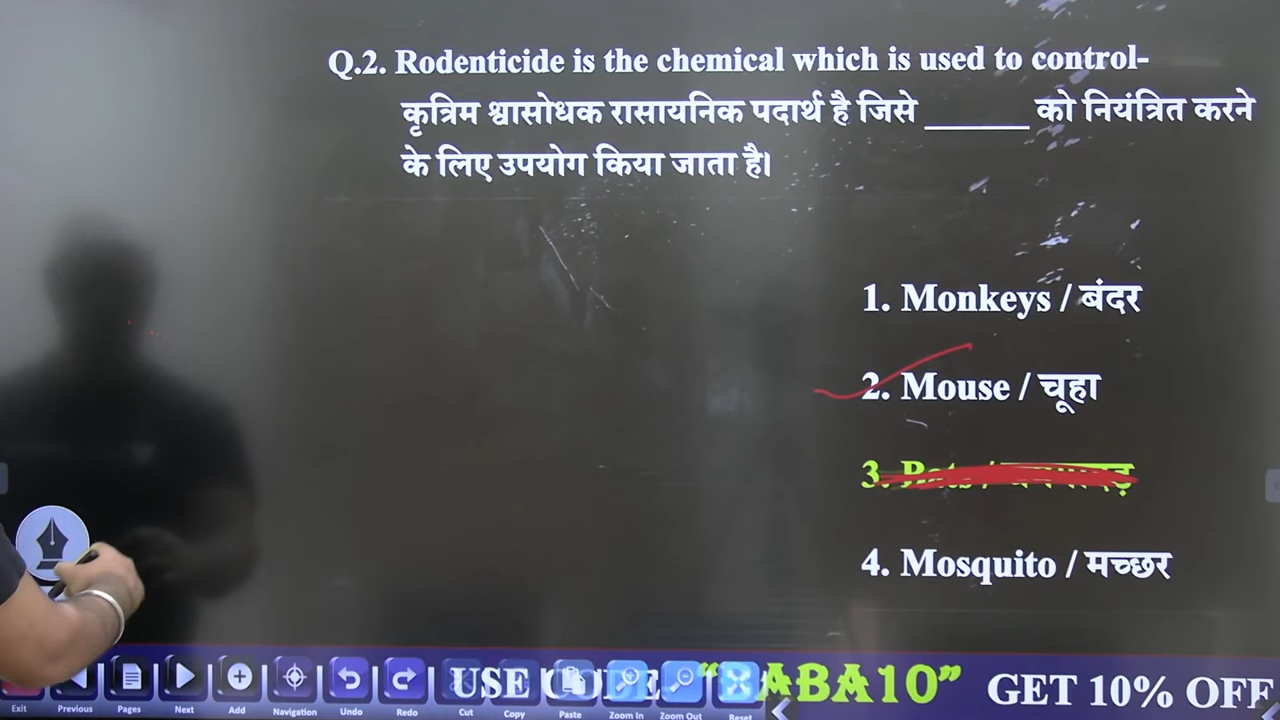 Q.2. Rodenticide is the chemical which is used to control-
कृत्रिम श्वासोधक रासायनिक पदार्थ है जिसे ______ को नियंत्रित करने
के लिए उपयोग किया जाता है।
1. Monkeys / बंदर
2. Mouse / चूहा
3.
4. Mosquito / मच्छर
USE "BABA10" GET 10% OFF
Exit Previous Pages Next Add Navigation Undo Redo Cut Copy Paste Zoom In Zoom Out Reset